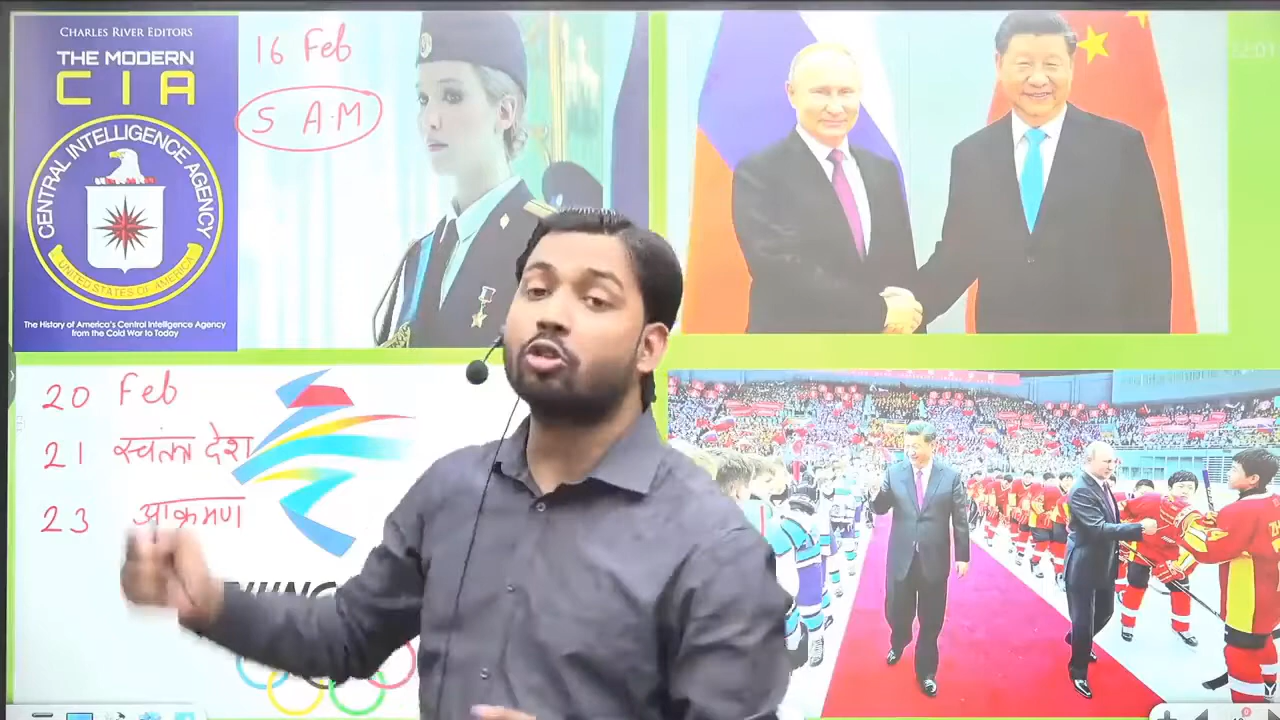 CHARLES RIVER EDITORS
THE MODERN
CIA
CENTRAL INTELLIGENCE AGENCY
UNITED STATES OF AMERICA
The History of America's Central Intelligence Agency
from the Cold War to Today
16 Feb
5 A.M
20 Feb
21 स्वतंत्र देश
23 आक्रमण